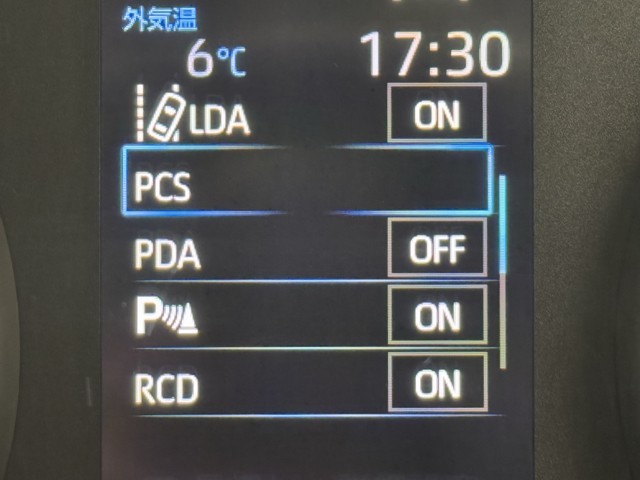 外気温
6℃ 17:30
LDA ON
PCS
PDA OFF
P ON
RCD ON